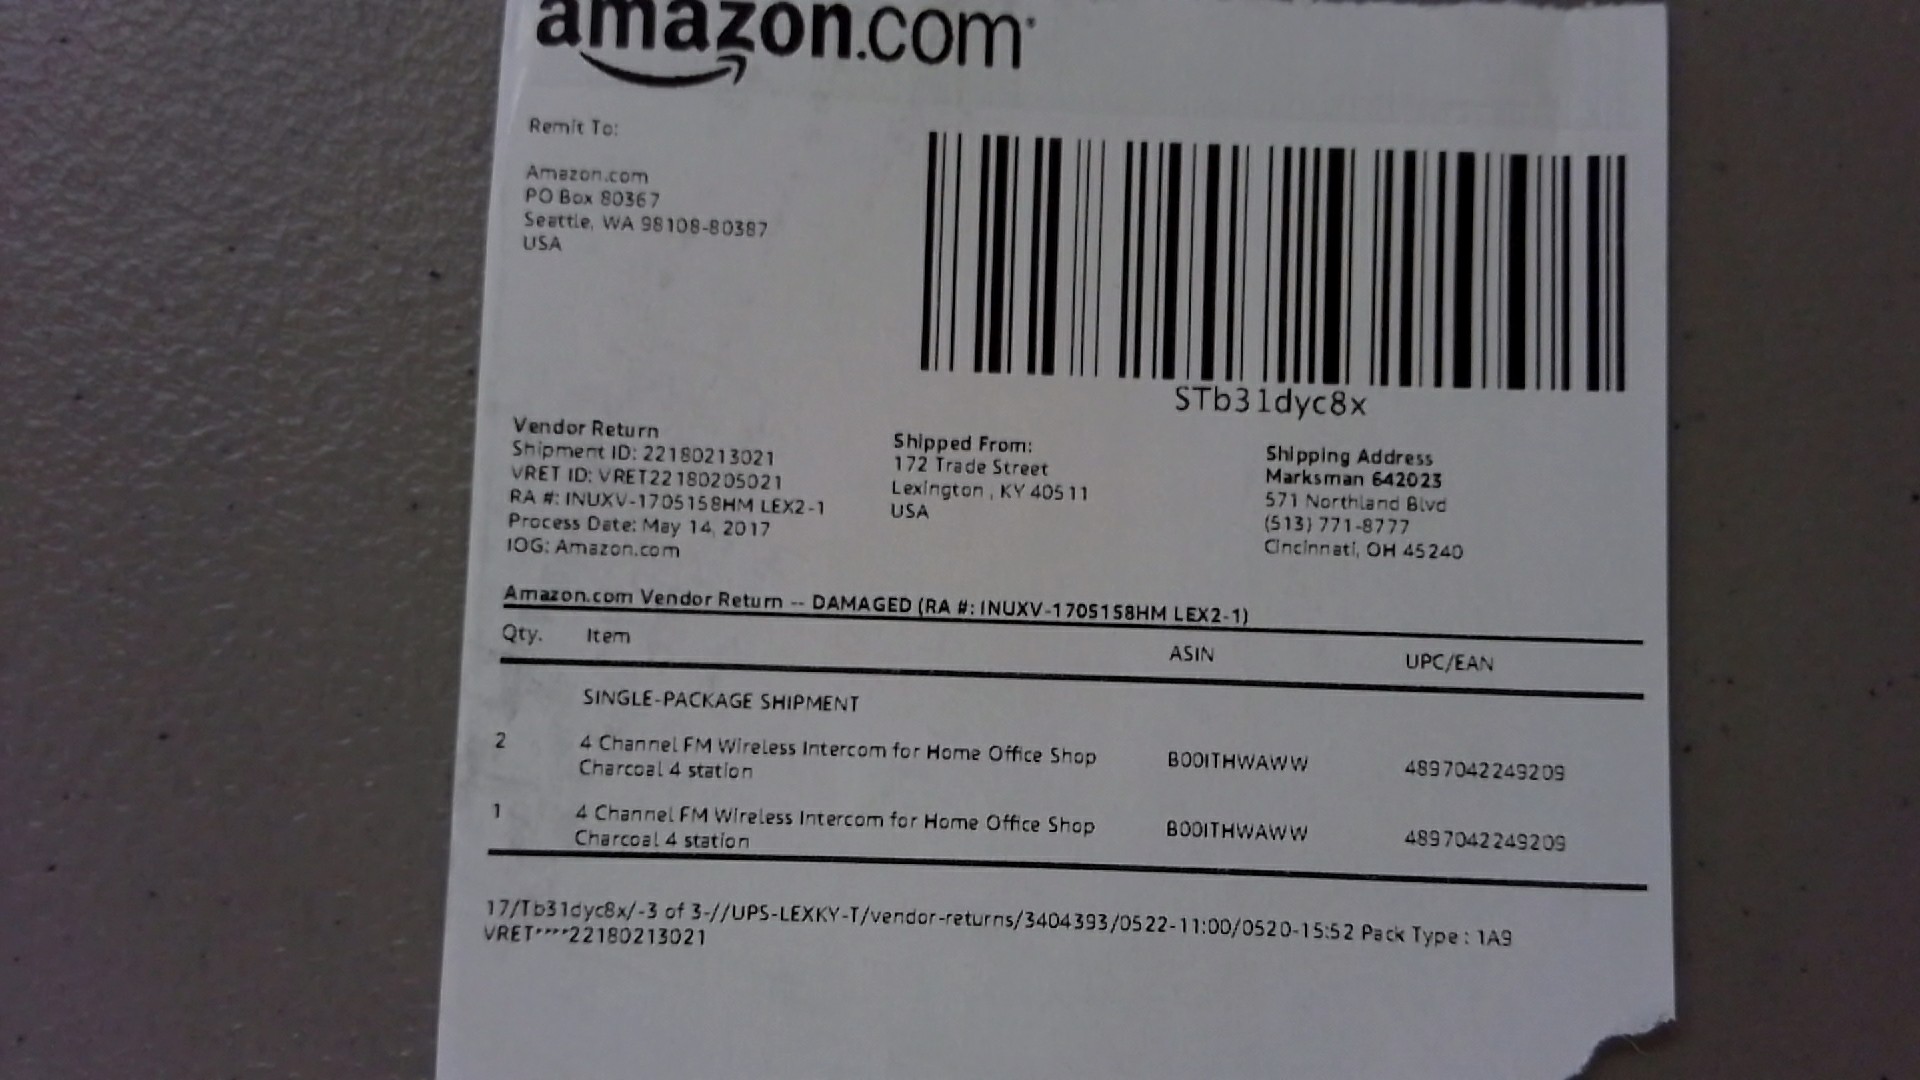 amazon.com
Remit To:
Amazon.com
PO Box 80367
Seattle, WA 98108-80387
USA
STb31dyc8x
Vendor Return
Shipment ID: 22180213021
VRET ID: VRET22180205021
RA #: INUXV-1705158HM LEX2-1
Process Date: May 14, 2017
IOG: Amazon.com
Shipped From:
172 Trade Street
Lexington , KY 40511
USA
Shipping Address
Marksman 642023
571 Northland Blvd
(513) 771-8777
Cincinnati, OH 45240
Amazon.com Vendor Return -- DAMAGED (RA #: INUXV-1705158HM LEX2-1)
Qty. Item ASIN UPC/EAN
SINGLE-PACKAGE SHIPMENT
2 4 Channel FM Wireless Intercom for Home Office Shop B00ITHWAWW 4897042249209
Charcoal 4 station
1 4 Channel FM Wireless Intercom for Home Office Shop B00ITHWAWW 4897042249209
Charcoal 4 station
17/Tb31dyc8x/-3 of 3-//UPS-LEXKY-T/vendor-returns/3404393/0522-11:00/0520-15:52 Pack Type : 1A9
VRET****22180213021